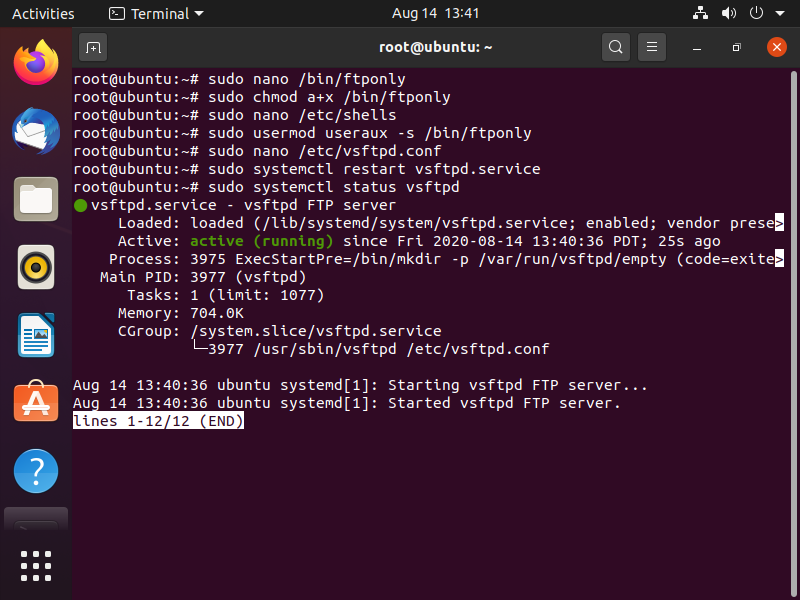 Activities
Terminal
Aug 14 13:41
root@ubuntu: ~
root@ubuntu:~# sudo nano /bin/ftponly
root@ubuntu:~# sudo chmod a+x /bin/ftponly
root@ubuntu:~# sudo nano /etc/shells
root@ubuntu:~# sudo usermod useraux -s /bin/ftponly
root@ubuntu:~# sudo nano /etc/vsftpd.conf
root@ubuntu:~# sudo systemctl restart vsftpd.service
root@ubuntu:~# sudo systemctl status vsftpd
● vsftpd.service - vsftpd FTP server
     Loaded: loaded (/lib/systemd/system/vsftpd.service; enabled; vendor prese>
     Active: active (running) since Fri 2020-08-14 13:40:36 PDT; 25s ago
    Process: 3975 ExecStartPre=/bin/mkdir -p /var/run/vsftpd/empty (code=exite>
   Main PID: 3977 (vsftpd)
      Tasks: 1 (limit: 1077)
     Memory: 704.0K
     CGroup: /system.slice/vsftpd.service
             └─3977 /usr/sbin/vsftpd /etc/vsftpd.conf
Aug 14 13:40:36 ubuntu systemd[1]: Starting vsftpd FTP server...
Aug 14 13:40:36 ubuntu systemd[1]: Started vsftpd FTP server.
lines 1-12/12 (END)